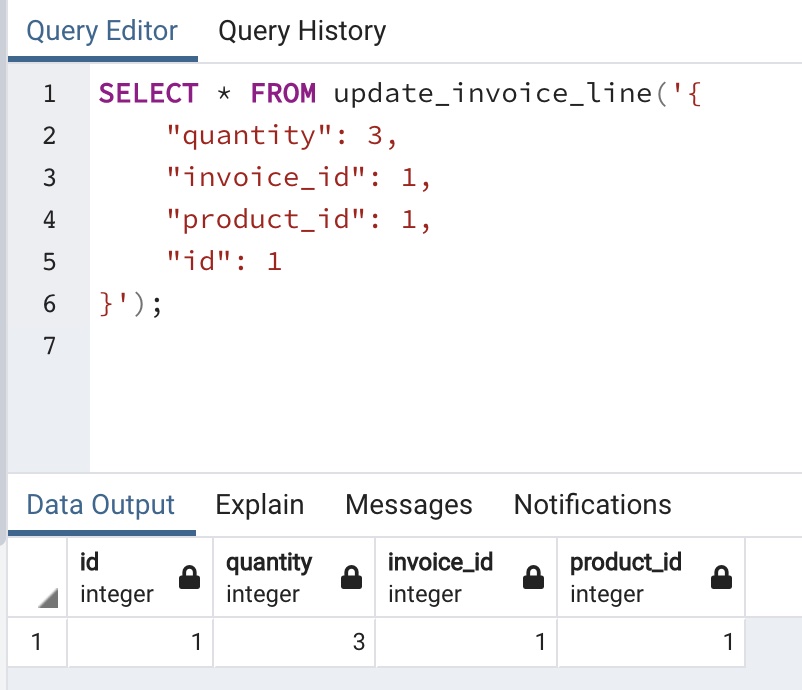 Query Editor Query History
1 SELECT * FROM update_invoice_line('{
2 "quantity": 3,
3 "invoice_id": 1,
4 "product_id": 1,
5 "id": 1
6 }');
7
Data Output Explain Messages Notifications
id quantity invoice_id product_id
integer integer integer integer
1 1 3 1 1